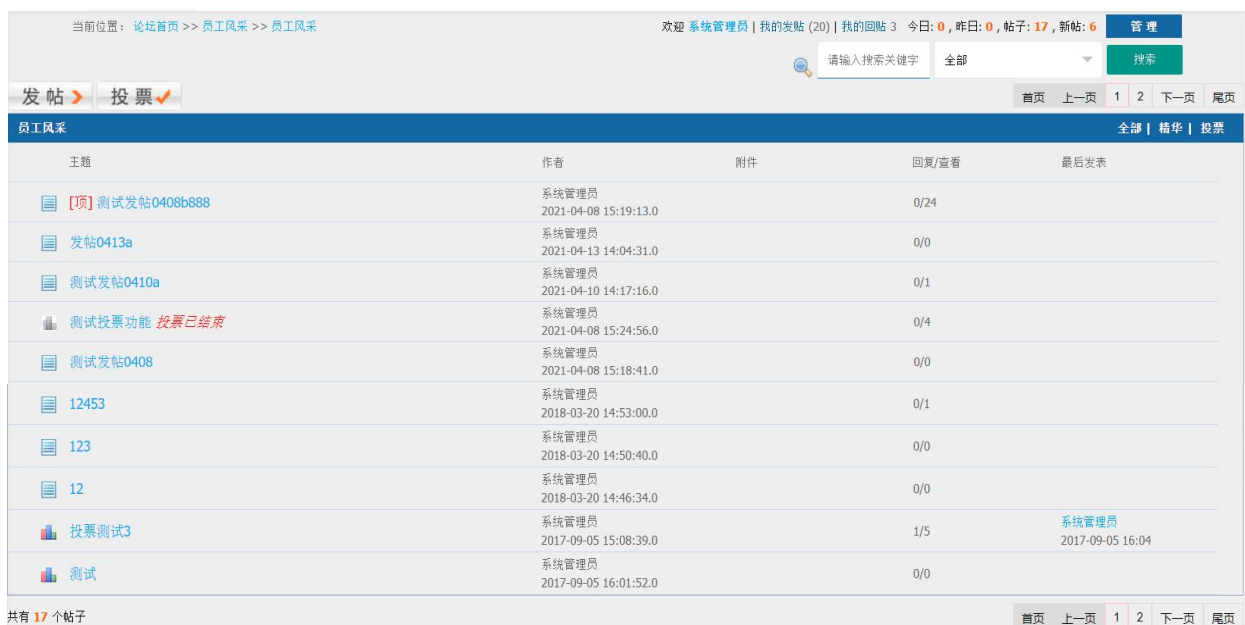 当前位置： 论坛首页 >> 员工风采 >> 员工风采
欢迎 系统管理员 | 我的发贴 (20) | 我的回贴 3 今日: 0 , 昨日: 0 , 帖子: 17 , 新帖: 6 管 理
请输入搜索关键字 全部 搜索
发 帖 投 票
首页 上一页 1 2 下一页 尾页
员工风采 全部 | 精华 | 投票
主题 作者 附件 回复/查看 最后发表
[顶] 测试发帖0408b888 系统管理员 0/24
2021-04-08 15:19:13.0
发帖0413a 系统管理员 0/0
2021-04-13 14:04:31.0
测试发帖0410a 系统管理员 0/1
2021-04-10 14:17:16.0
测试投票功能 投票已结束 系统管理员 0/4
2021-04-08 15:24:56.0
测试发帖0408 系统管理员 0/0
2021-04-08 15:18:41.0
12453 系统管理员 0/1
2018-03-20 14:53:00.0
123 系统管理员 0/0
2018-03-20 14:50:40.0
12 系统管理员 0/0
2018-03-20 14:46:34.0
投票测试3 系统管理员 1/5 系统管理员
2017-09-05 15:08:39.0 2017-09-05 16:04
测试 系统管理员 0/0
2017-09-05 16:01:52.0
共有 17 个帖子
首页 上一页 1 2 下一页 尾页